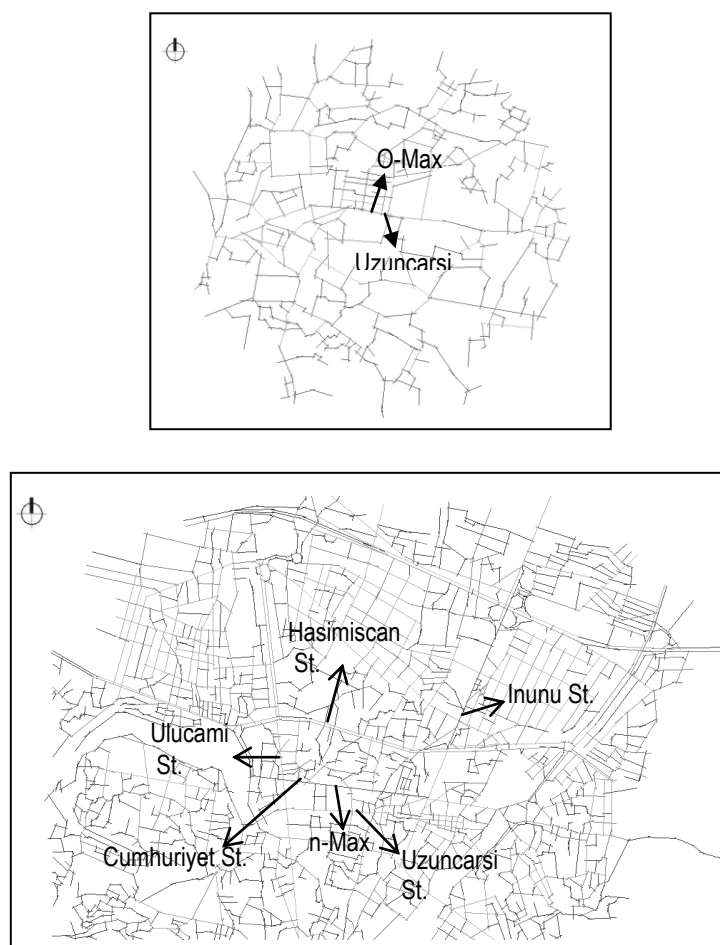 O-Max
Uzuncarsi
Hasimiscan
St.
Inunu St.
Ulucami
St.
n-Max
Cumhuriyet St.
Uzuncarsi
St.